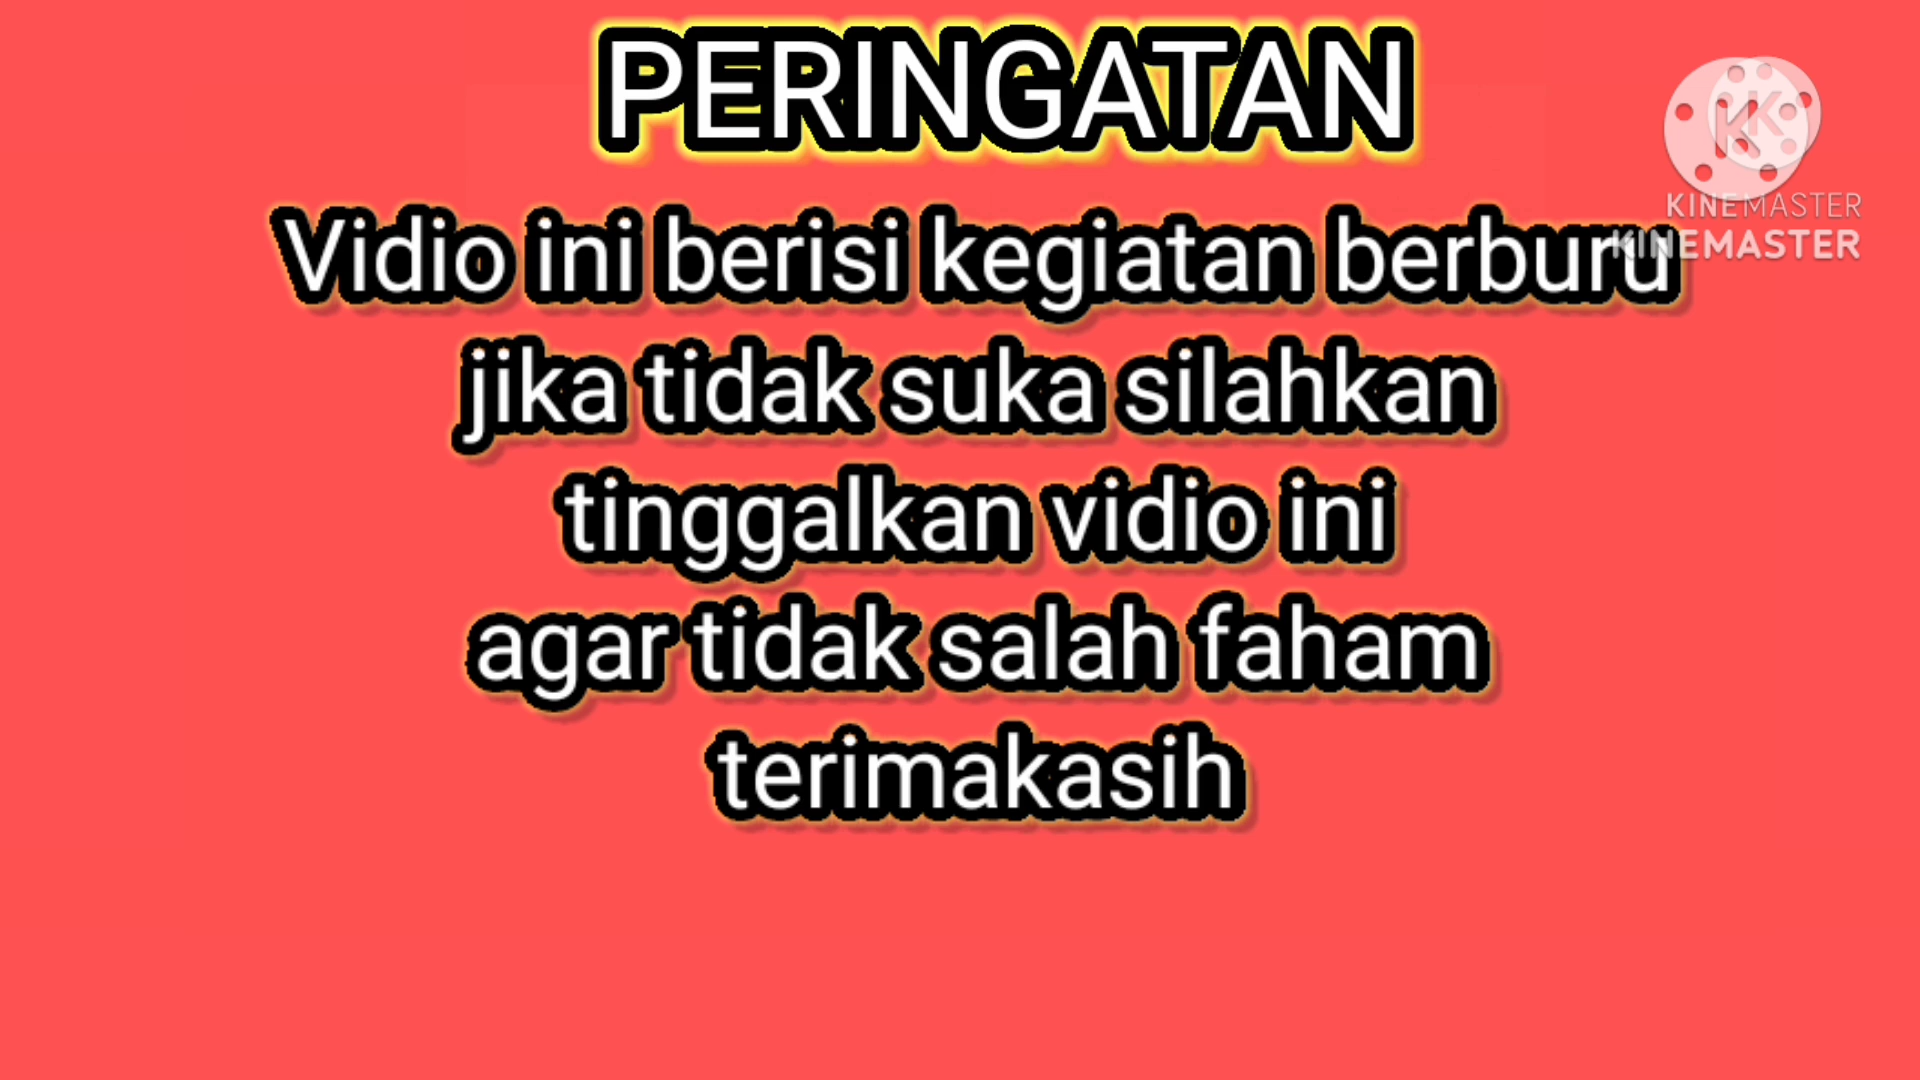 PERINGATAN
Vidio ini berisi kegiatan berburu
jika tidak suka silahkan
tinggalkan vidio ini
agar tidak salah faham
terimakasih
KINEMASTER
KINEMASTER